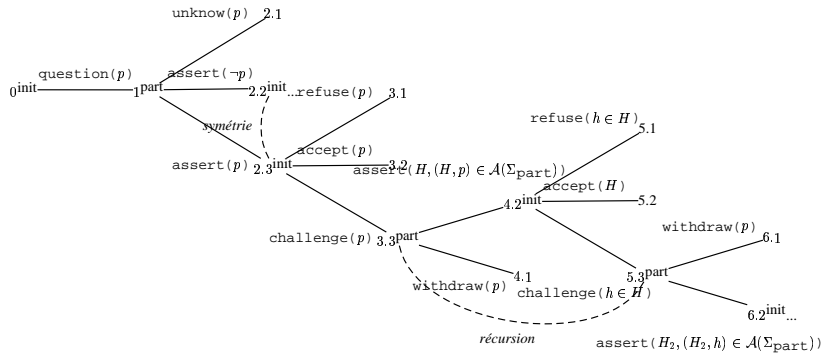 unknow(p) 2.1
question(p) assert(¬p)
0init 1part 2.2init... refuse(p) 3.1
symétrie
refuse(h ∈ H) 5.1
accept(p)
assert(p) 2.3init 3.2
assert(H, (H, p) ∈ A(Σpart))
accept(H)
4.2init 5.2
withdraw(p) 6.1
challenge(p) 3.3part
4.1 5.3part
withdraw(p) challenge(h ∈ H)
6.2init...
récursion
assert(H2, (H2, h) ∈ A(Σpart))